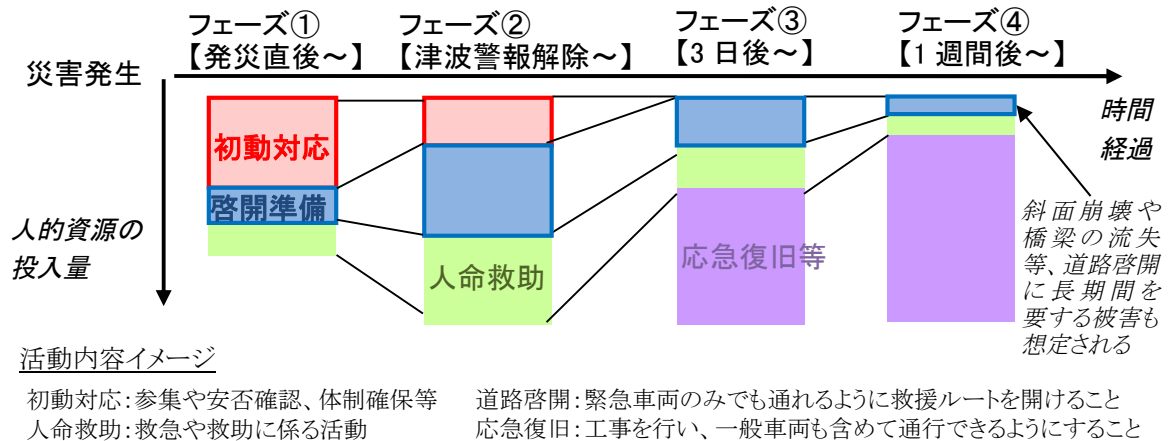 フェーズ① フェーズ② フェーズ③ フェーズ④
【発災直後~】 【津波警報解除~】 【3日後~】 【1週間後~】
災害発生
時間
経過
初動対応
啓開準備
人的資源の
投入量
人命救助
応急復旧等
斜面崩壊や
橋梁の流失
等、道路啓開
に長期間を
要する被害も
想定される
活動内容イメージ
初動対応:参集や安否確認、体制確保等 道路啓開:緊急車両のみでも通れるように救援ルートを開けること
人命救助:救急や救助に係る活動 応急復旧:工事を行い、一般車両も含めて通行できるようにすること